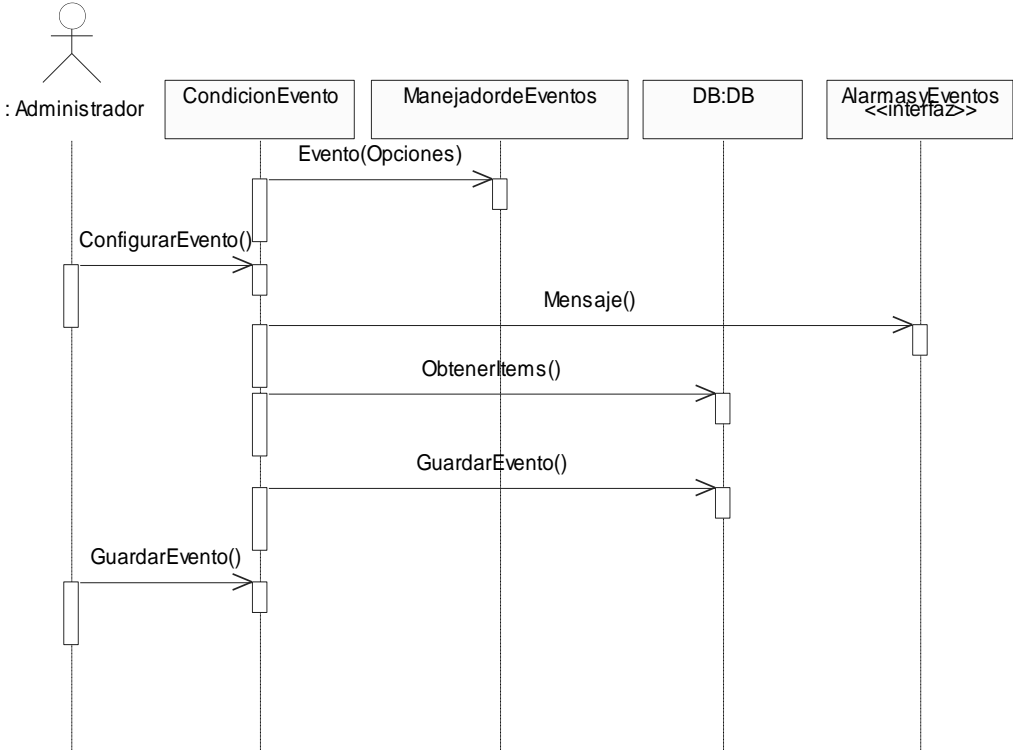 : Administrador
CondicionEvento
ManejadordeEventos
DB:DB
AlarmasyEventos
<<interfaz>>
Evento(Opciones)
ConfigurarEvento()
Mensaje()
ObtenerItems()
GuardarEvento()
GuardarEvento()